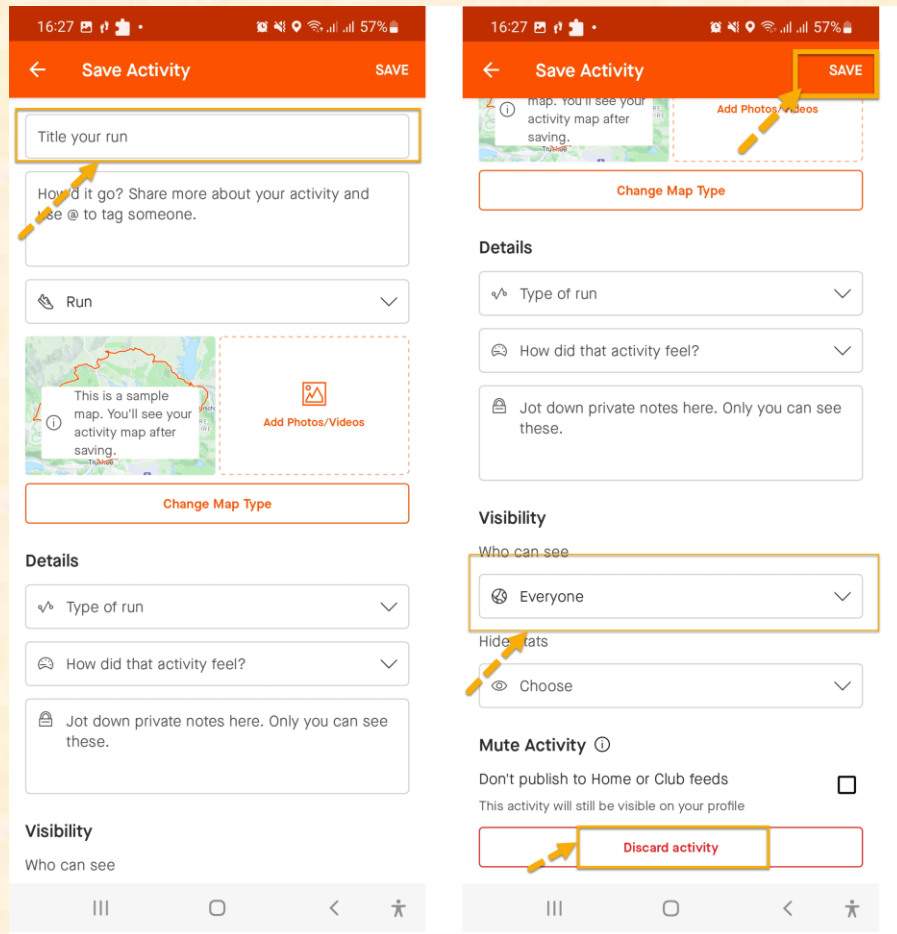 16:27
57%
Save Activity
SAVE
Title your run
How'd it go? Share more about your activity and
use @ to tag someone.
Run
This is a sample
map. You'll see your
activity map after
saving.
Add Photos/Videos
Change Map Type
Details
Type of run
How did that activity feel?
Jot down private notes here. Only you can see
these.
Visibility
Who can see
16:27
57%
Save Activity
SAVE
map. You'll see your
activity map after
saving.
Add Photos/Videos
Change Map Type
Details
Type of run
How did that activity feel?
Jot down private notes here. Only you can see
these.
Visibility
Who can see
Everyone
Hide stats
Choose
Mute Activity
Don't publish to Home or Club feeds
This activity will still be visible on your profile
Discard activity